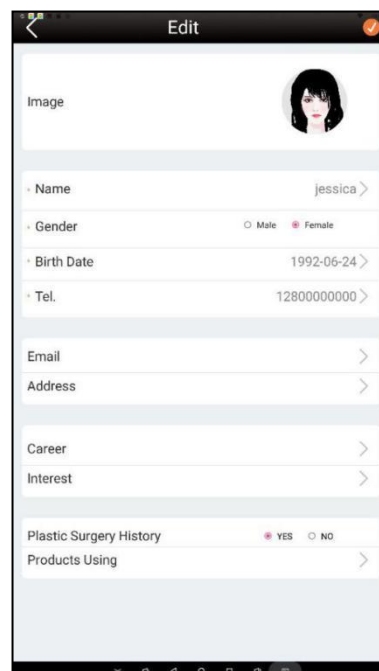 Edit
Image
Name jessica
Gender Male Female
Birth Date 1992-06-24
Tel. 12800000000
Email
Address
Career
Interest
Plastic Surgery History YES NO
Products Using